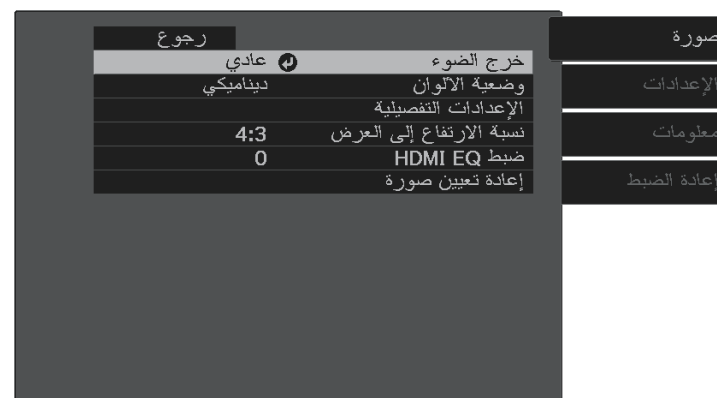 رجوع
خرج الضوء عادي
وضعية الألوان ديناميكي
الإعدادات التفصيلية
نسبة الارتفاع إلى العرض 4:3
ضبط HDMI EQ 0
إعادة تعيين صورة
صورة
الإعدادات
معلومات
إعادة الضبط